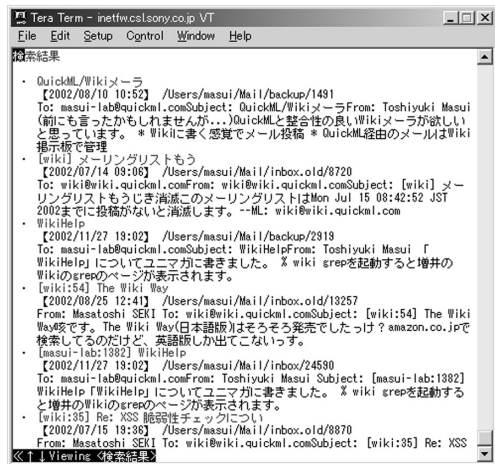 Tera Term - inetfw.csl.sony.co.jp VT
File Edit Setup Control Window Help
検索結果
・ QuickML/Wikiメーラ
【2002/08/10 10:52】 /Users/masui/Mail/backup/1491
To: masui-lab@quickml.comSubject: QuickML/WikiメーラFrom: Toshiyuki Masui
(前にも言ったかもしれませんが...)QuickMLと整合性の良いWikiメーラが欲しい
と思っています。 * Wikiに書く感覚でメール投稿 * QuickML経由のメールはWiki
掲示板で管理
・ [wiki] メーリングリストもう
【2002/07/14 09:06】 /Users/masui/Mail/inbox.old/8720
To: wiki@wiki.quickml.comFrom: wiki@wiki.quickml.comSubject: [wiki] メー
リングリストもうじき消滅このメーリングリストはMon Jul 15 08:42:52 JST
2002までに投稿がないと消滅します。--ML: wiki@wiki.quickml.com
・ WikiHelp
【2002/11/27 19:02】 /Users/masui/Mail/backup/2919
To: masui-lab@quickml.comSubject: WikiHelpFrom: Toshiyuki Masui 「
WikiHelp」についてユニマガに書きました。 % wiki grepを起動すると増井の
Wikiのgrepのページが表示されます。
・ [wiki:54] The Wiki Way
【2002/08/25 12:41】 /Users/masui/Mail/inbox.old/13257
From: Masatoshi SEKI To: wiki@wiki.quickml.comSubject: [wiki:54] The Wiki
Way咳です。The Wiki Way(日本語版)はそろそろ発売でしたっけ？amazon.co.jpで
検索してるのだけど、英語版しか出てこないっす。
・ [masui-lab:1382] WikiHelp
【2002/11/27 19:02】 /Users/masui/Mail/inbox/24590
To: masui-lab@quickml.comFrom: Toshiyuki Masui Subject: [masui-lab:1382]
WikiHelp「WikiHelp」についてユニマガに書きました。 % wiki grepを起動する
と増井のWikiのgrepのページが表示されます。
・ [wiki:35] Re: XSS 脆弱性チェックについ
【2002/07/15 19:36】 /Users/masui/Mail/inbox.old/8870
From: Masatoshi SEKI To: wiki@wiki.quickml.comSubject: [wiki:35] Re: XSS
≪↑↓Viewing <検索結果>